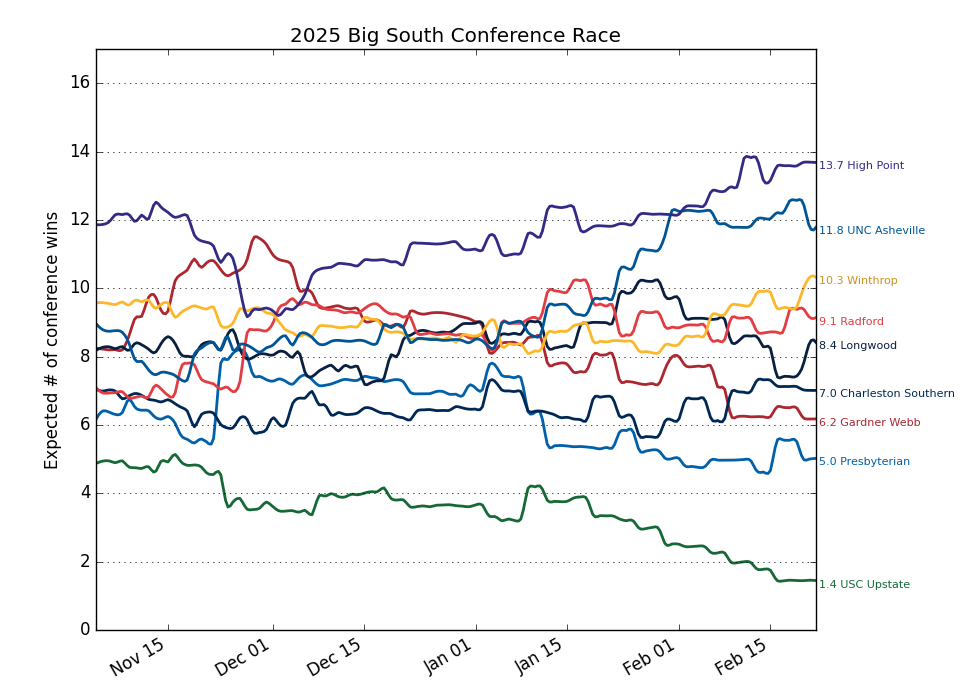 2025 Big South Conference Race
Expected # of conference wins
16
14
12
10
8
6
4
2
0
13.7 High Point
11.8 UNC Asheville
10.3 Winthrop
9.1 Radford
8.4 Longwood
7.0 Charleston Southern
6.2 Gardner Webb
5.0 Presbyterian
1.4 USC Upstate
Nov 15
Dec 01
Dec 15
Jan 01
Jan 15
Feb 01
Feb 15